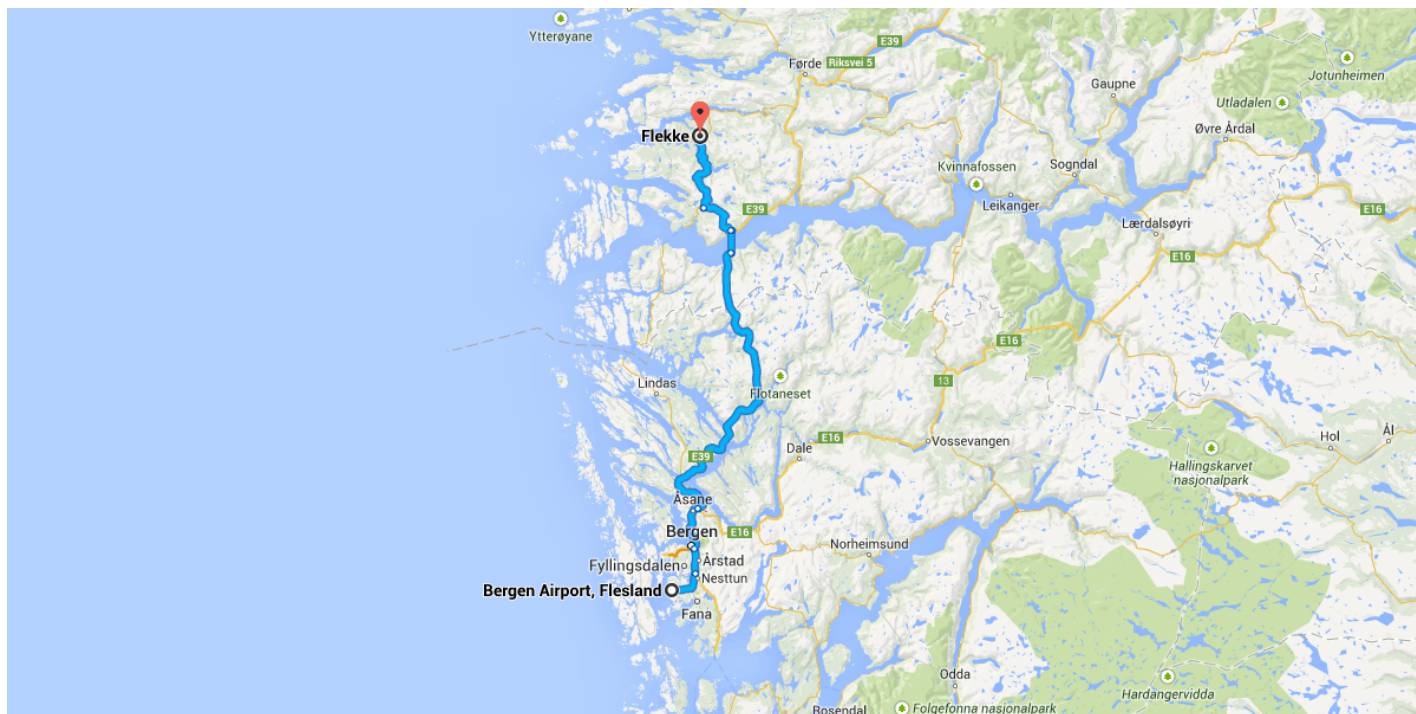 Ytterøyane
E39
Førde
Riksvei 5
Jotunheimen
Gaupne
Utladalen
Øvre Årdal
Flekke
Kvinnafossen
Sogndal
Leikanger
E39
E16
Lærdalsøyri
E16
E16
Lindas
Flotaneset
13
E16
Dale
Vossevangen
Hol
Ål
Hallingskarvet
nasjonalpark
E39
Åsane
Bergen
E16
Norheimsund
Fyllingsdalen
Årstad
Nesttun
Bergen Airport, Flesland
Fana
Odda
Hardangervidda
Rosendal
Folgefonna nasjonalpark